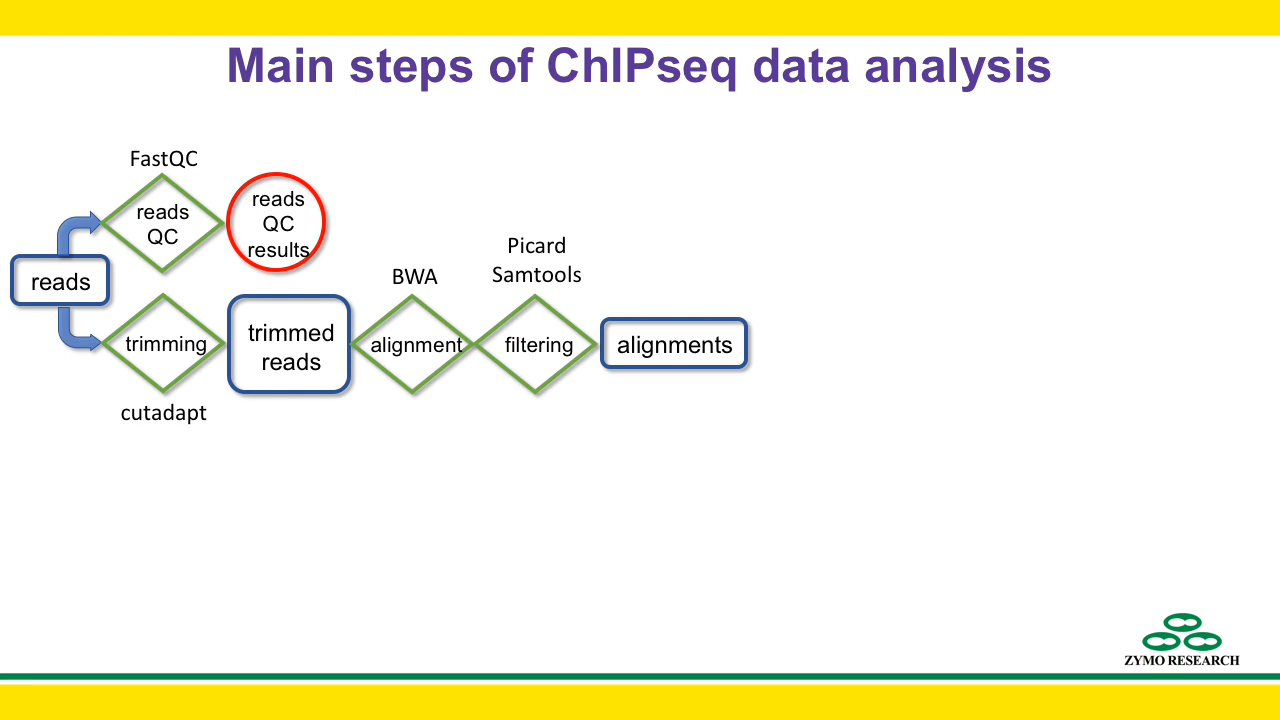 Main steps of ChIPseq data analysis
FastQC
reads
QC
reads
QC
results
reads
trimming
cutadapt
trimmed
reads
BWA
alignment
Picard
Samtools
filtering
alignments
ZYMO RESEARCH